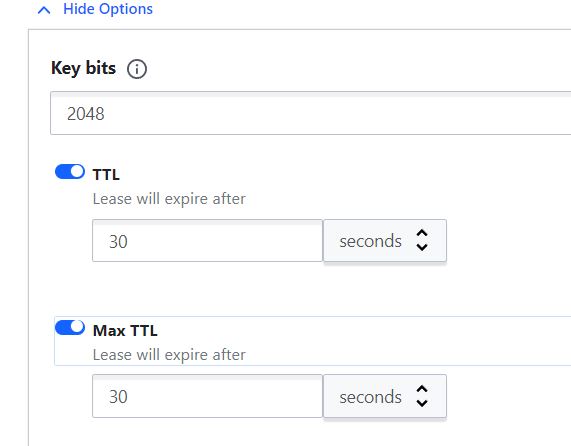 Hide Options
Key bits
2048
TTL
Lease will expire after
30 seconds
Max TTL
Lease will expire after
30 seconds